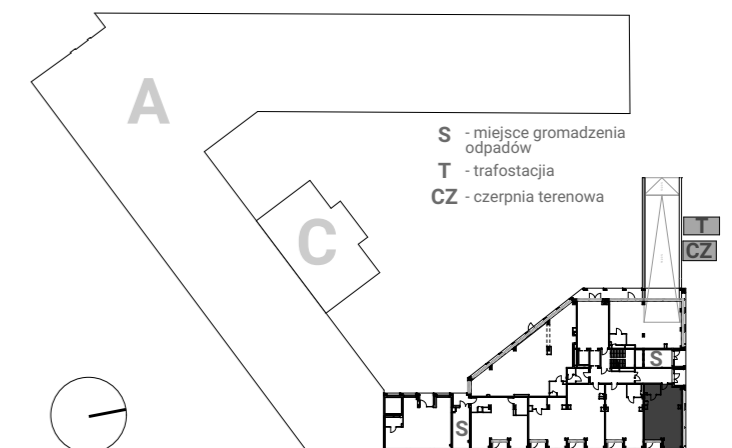 A
S - miejsce gromadzenia
odpadów
T - trafostacjia
CZ - czerpnia terenowa
T
C
CZ
S
S